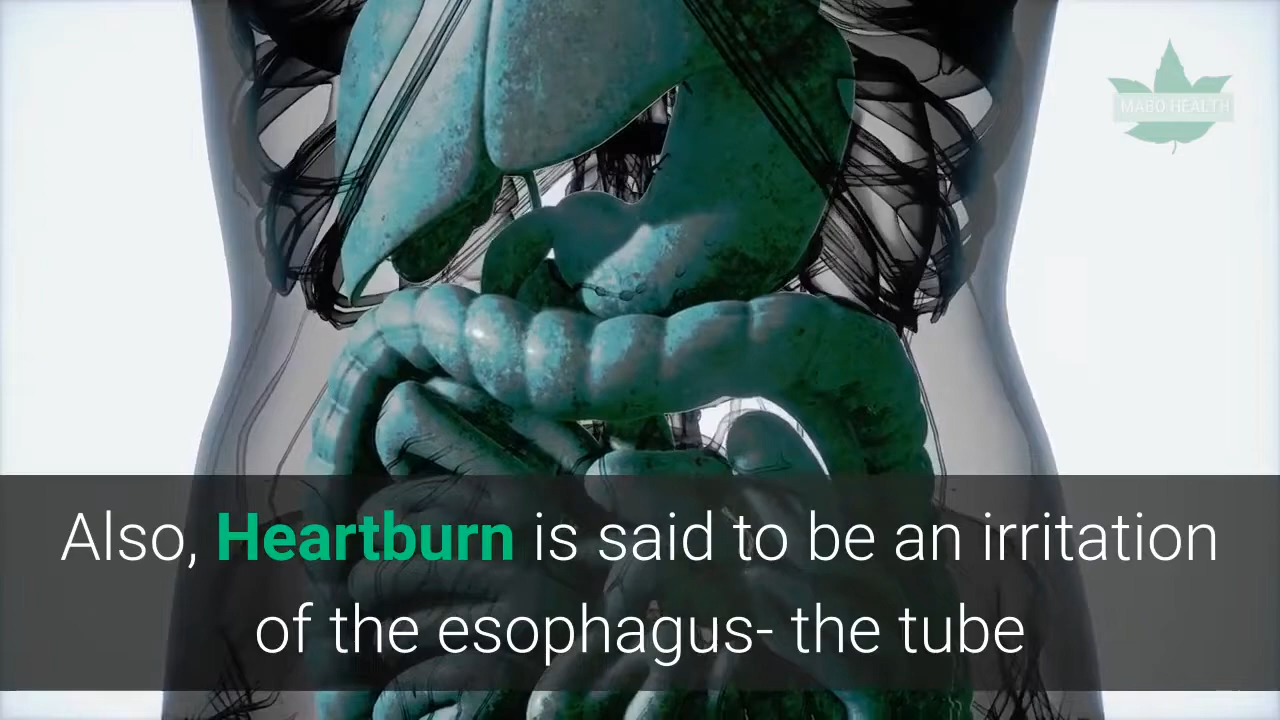 MABO HEALTH
Also, Heartburn is said to be an irritation
of the esophagus- the tube